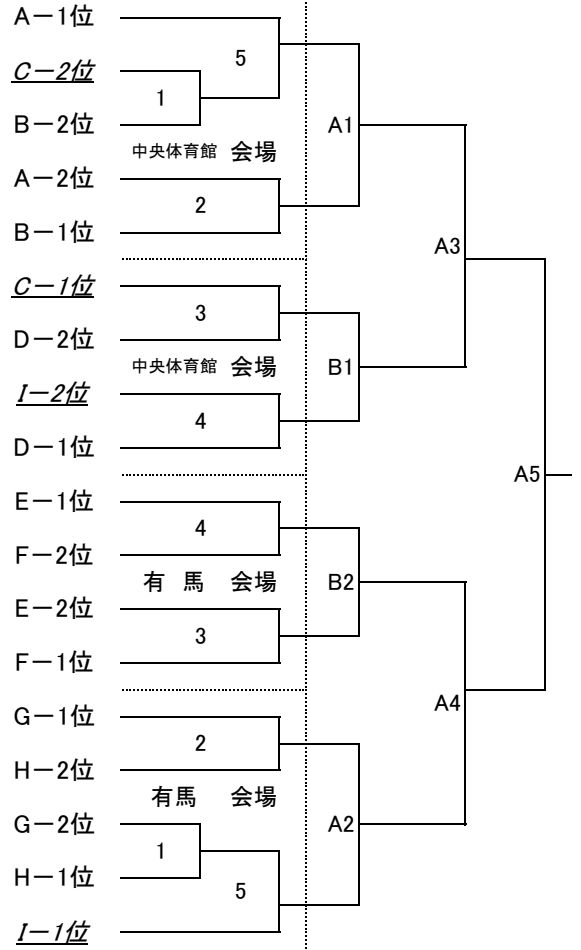 A－1位
5
C－2位
1
B－2位
A1
中央体育館 会場
A－2位
2
B－1位
A3
C－1位
3
D－2位
中央体育館 会場
B1
I－2位
4
D－1位
A5
E－1位
4
F－2位
有 馬 会場
B2
E－2位
3
F－1位
A4
G－1位
2
H－2位
有馬 会場
G－2位
A2
1
H－1位
5
I－1位